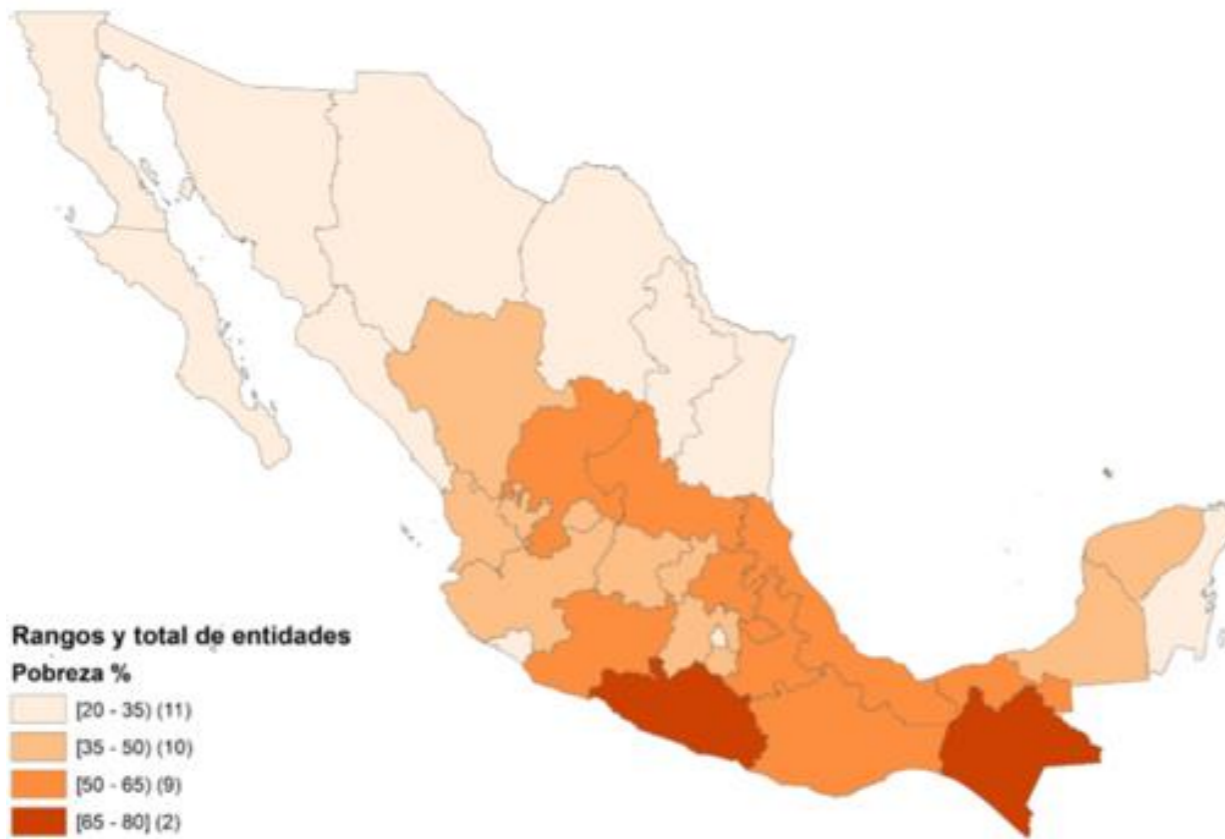 Rangos y total de entidades
Pobreza %
[20 - 35) (11)
[35 - 50) (10)
[50 - 65) (9)
[65 - 80] (2)